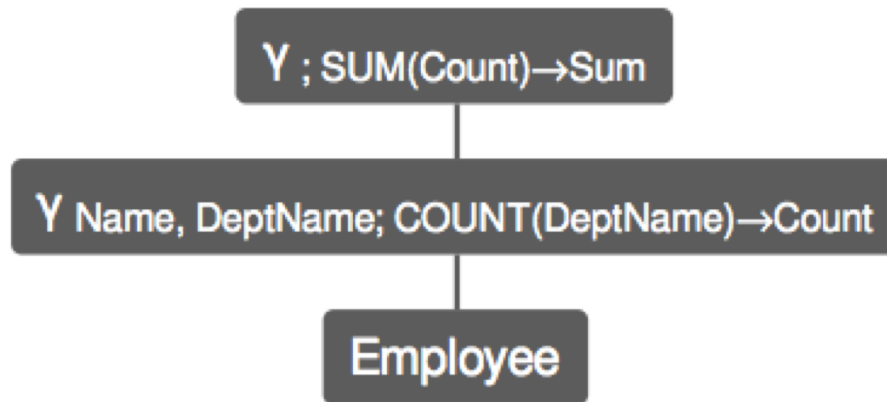 γ ; SUM(Count)→Sum
γ Name, DeptName; COUNT(DeptName)→Count
Employee